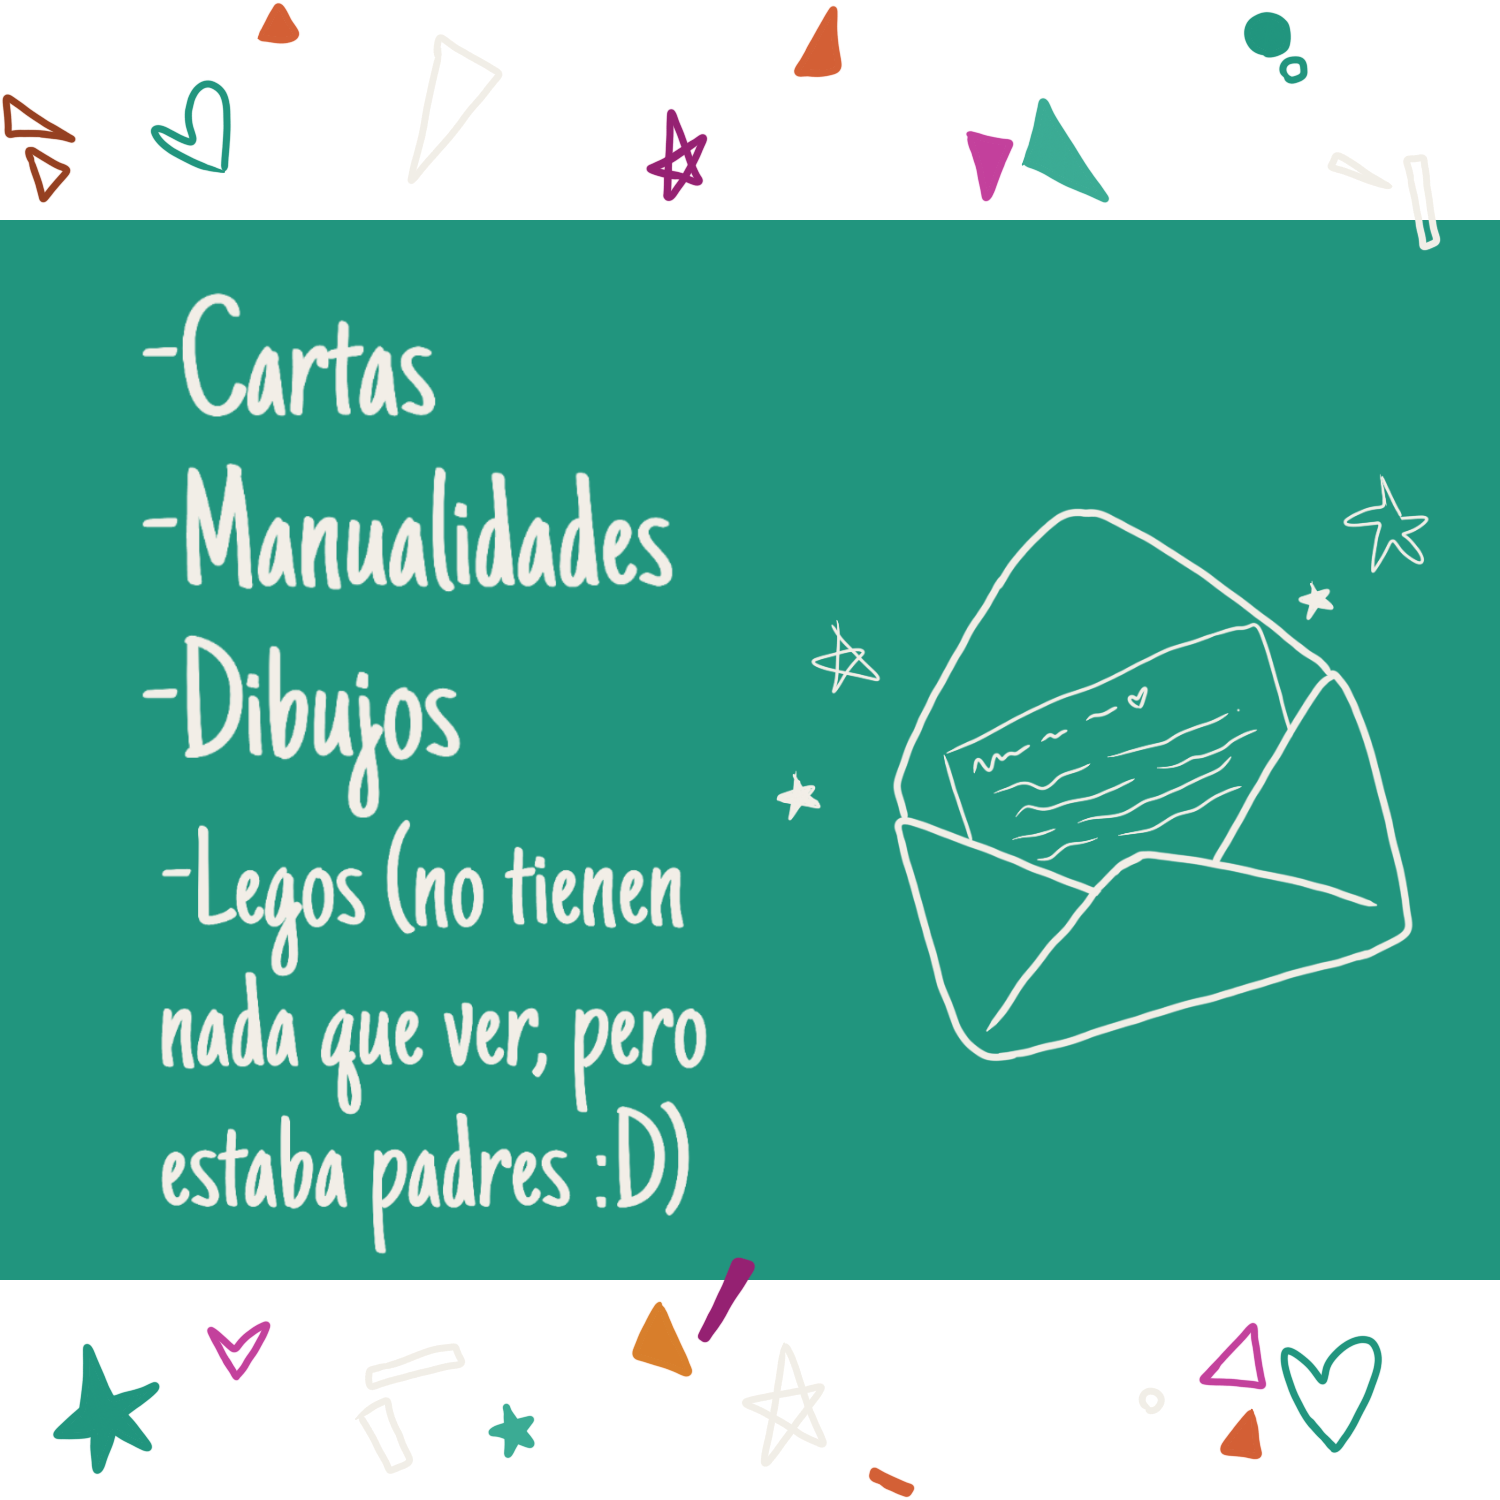 -Cartas
-Manualidades
-Dibujos
-Legos (no tienen
nada que ver, pero
estaba padres :D)